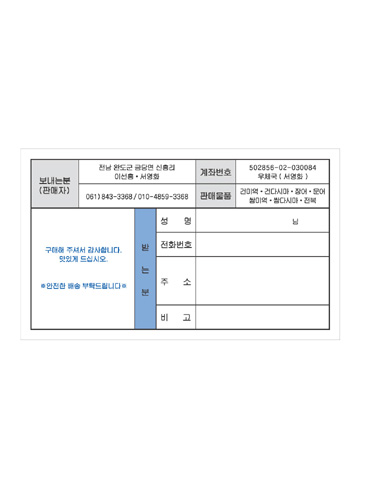 보내는분
(판매자)
전남 완도군 금당면 신흥리
이선흥 • 서영화
061)843-3368 / 010-4859-3368
계좌번호
502856-02-030084
우체국 ( 서영화 )
판매물품
건미역 • 건다시마 • 장어 • 문어
쌀미역 • 쌈다시마 • 전복
구매해 주셔서 감사합니다.
맛있게 드십시오.
※안전한 배송 부탁드립니다※
받
는
분
성 명
님
전화번호
주 소
비 고